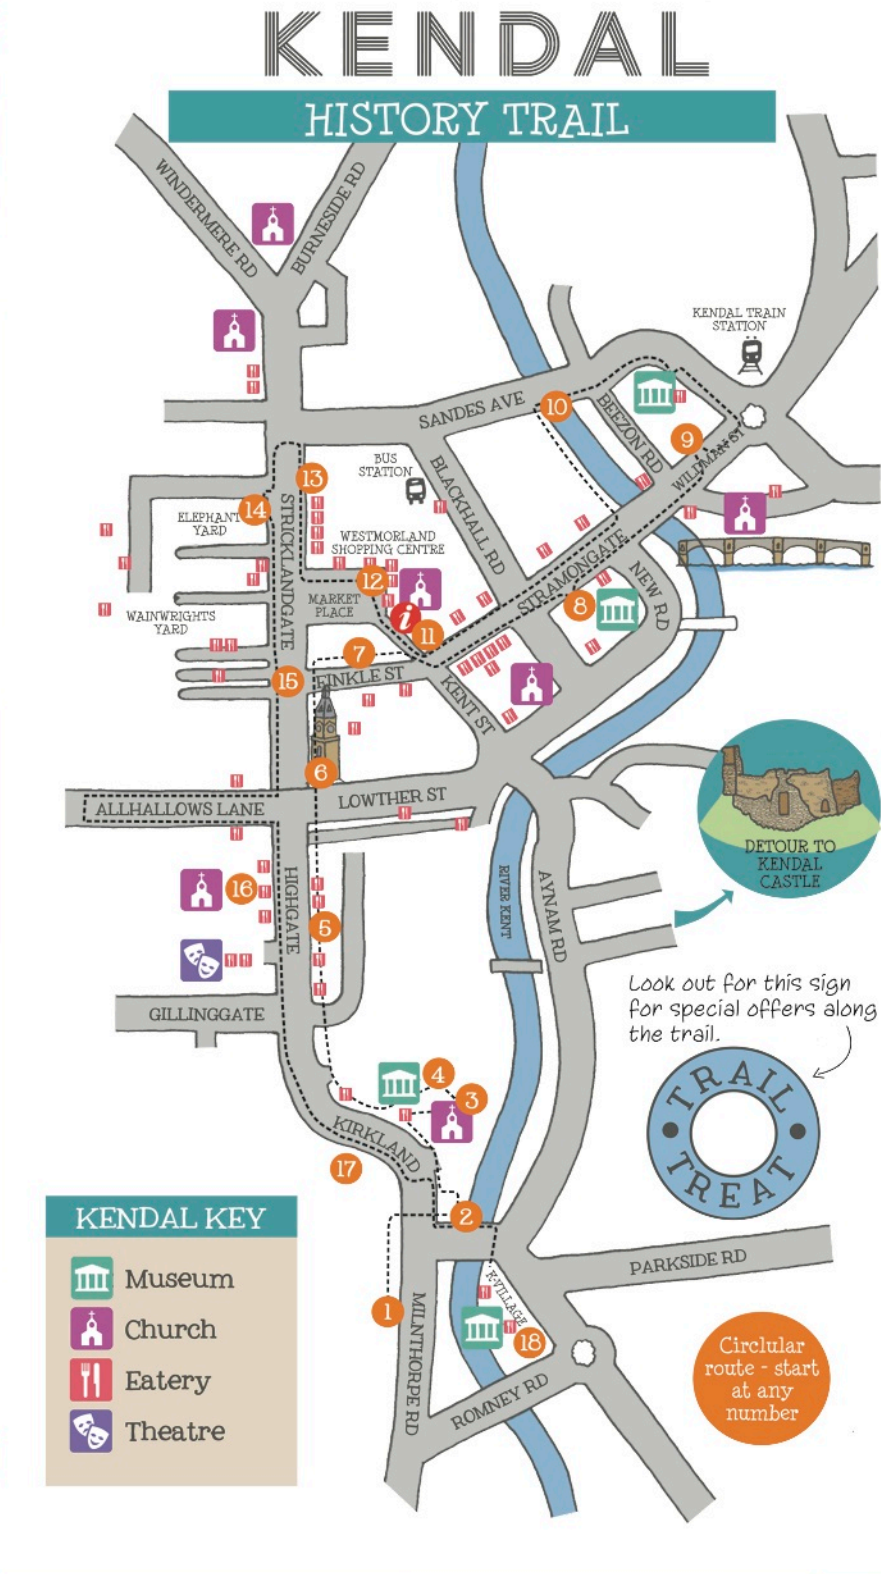 KENDAL
HISTORY TRAIL
WINDERMERE RD
BURNESIDE RD
KENDAL TRAIN
STATION
SANDES AVE
10
BEEZON RD
9
WILDMAN ST
BUS
STATION
13
14
ELEPHANT
YARD
STRICKLANDGATE
BLACKHALL RD
WESTMORLAND
SHOPPING CENTRE
12
STRAMONGATE
MARKET
PLACE
i
11
8
NEW RD
WAINWRIGHT'S
YARD
7
15
FINKLE ST
KENT ST
6
ALLHALLOWS LANE
LOWTHER ST
DETOUR TO
KENDAL
CASTLE
HIGHGATE
16
5
RIVER KENT
AYNAM RD
GILLINGGATE
Look out for this sign
for special offers along
the trail.
TRAIL
TREAT
4
3
KIRKLAND
17
2
1
MILNTHORPE RD
K-VILLAGE
18
PARKSIDE RD
ROMNEY RD
KENDAL KEY
Museum
Church
Eatery
Theatre
Circlular
route - start
at any
number